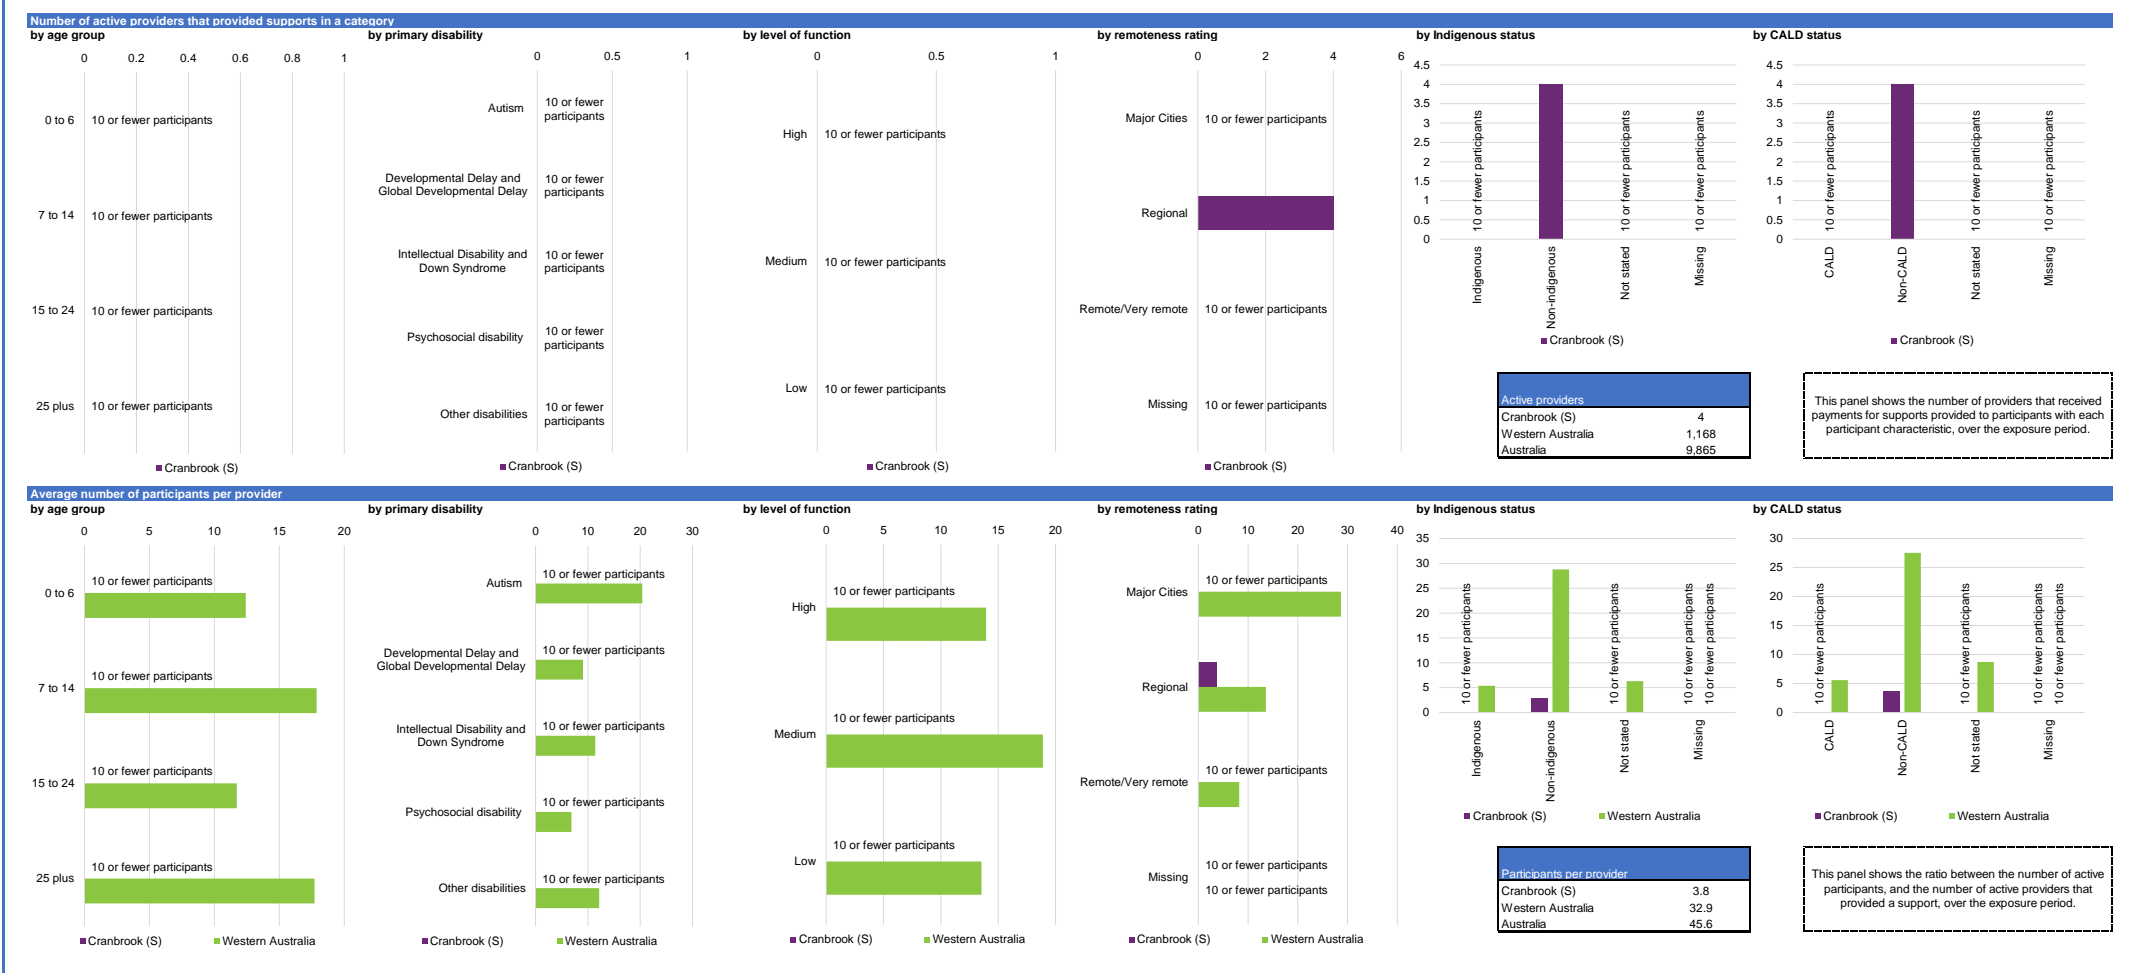 Number of active providers that provided supports in a category
by age group
0 0.2 0.4 0.6 0.8 1
0 to 6 10 or fewer participants
7 to 14 10 or fewer participants
15 to 24 10 or fewer participants
25 plus 10 or fewer participants
Cranbrook (S)
by primary disability
0 0.5 1
Autism 10 or fewer
participants
Developmental Delay and
Global Developmental Delay
10 or fewer
participants
Intellectual Disability and
Down Syndrome
10 or fewer
participants
Psychosocial disability
10 or fewer
participants
Other disabilities
10 or fewer
participants
Cranbrook (S)
by level of function
0 0.5 1
High 10 or fewer participants
Medium 10 or fewer participants
Low 10 or fewer participants
Cranbrook (S)
by remoteness rating
0 2 4 6
Major Cities 10 or fewer participants
Regional
Remote/Very remote 10 or fewer participants
Missing 10 or fewer participants
Cranbrook (S)
by Indigenous status
4.5
4
3.5
3
2.5
2
1.5
1
0.5
0
10 or fewer participants
10 or fewer participants
10 or fewer participants
Indigenous
Non-indigenous
Not stated
Missing
Cranbrook (S)
by CALD status
4.5
4
3.5
3
2.5
2
1.5
1
0.5
0
10 or fewer participants
10 or fewer participants
10 or fewer participants
CALD
Non-CALD
Not stated
Missing
Cranbrook (S)
Active providers
Cranbrook (S) 4
Western Australia 1,168
Australia 9,865
This panel shows the number of providers that received
payments for supports provided to participants with each
participant characteristic, over the exposure period.
Average number of participants per provider
by age group
0 5 10 15 20
0 to 6
10 or fewer participants
7 to 14
10 or fewer participants
15 to 24
10 or fewer participants
25 plus
10 or fewer participants
Cranbrook (S) Western Australia
by primary disability
0 10 20 30
Autism
10 or fewer participants
Developmental Delay and
Global Developmental Delay
10 or fewer participants
Intellectual Disability and
Down Syndrome
10 or fewer participants
Psychosocial disability
10 or fewer participants
Other disabilities
10 or fewer participants
Cranbrook (S) Western Australia
by level of function
0 5 10 15 20
High
10 or fewer participants
Medium
10 or fewer participants
Low
10 or fewer participants
Cranbrook (S) Western Australia
by remoteness rating
0 10 20 30 40
Major Cities
10 or fewer participants
Regional
Remote/Very remote
10 or fewer participants
Missing
10 or fewer participants
10 or fewer participants
Cranbrook (S) Western Australia
by Indigenous status
35
30
25
20
15
10
5
0
10 or fewer participants
10 or fewer participants
10 or fewer participants
10 or fewer participants
Indigenous
Non-indigenous
Not stated
Missing
Cranbrook (S) Western Australia
by CALD status
30
25
20
15
10
5
0
10 or fewer participants
10 or fewer participants
10 or fewer participants
10 or fewer participants
CALD
Non-CALD
Not stated
Missing
Cranbrook (S) Western Australia
Participants per provider
Cranbrook (S) 3.8
Western Australia 32.9
Australia 45.6
This panel shows the ratio between the number of active
participants, and the number of active providers that
provided a support, over the exposure period.